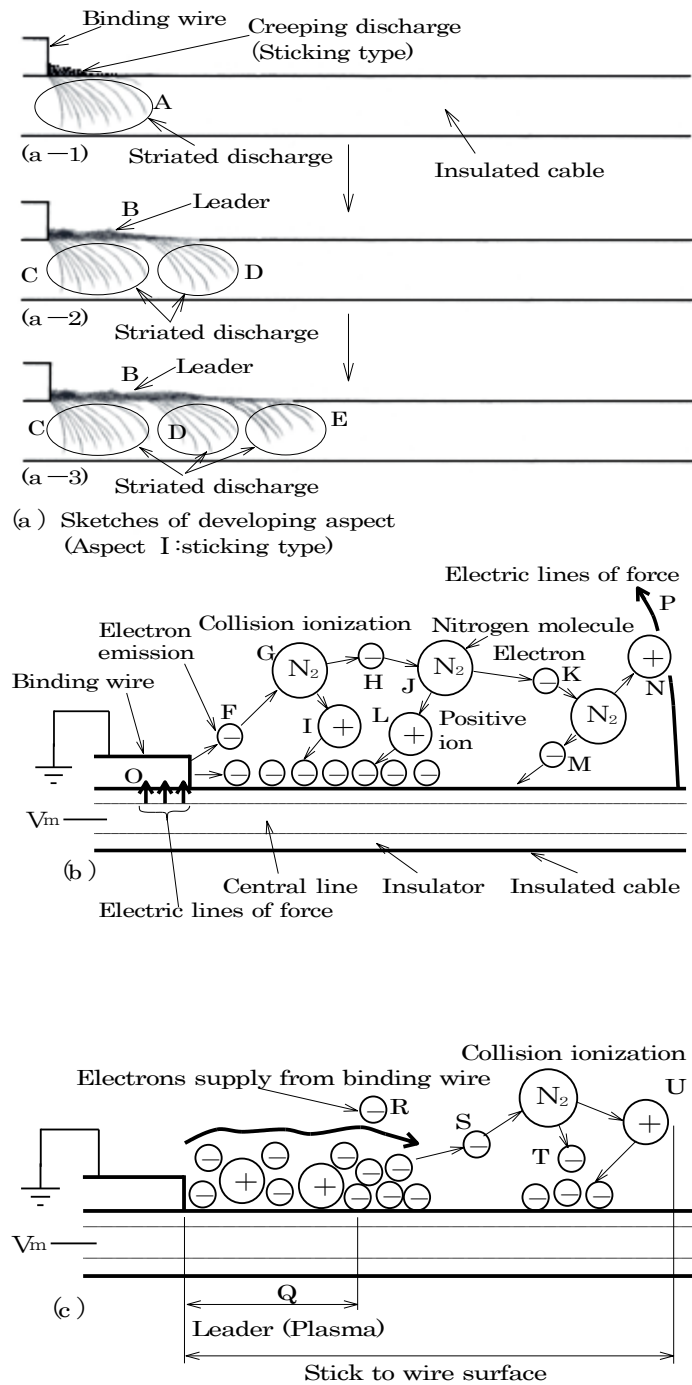 Binding wire
Creeping discharge
(Sticking type)
A
(a—1)
Striated discharge
Insulated cable
B
Leader
C
D
(a—2)
Striated discharge
B
Leader
C
D
E
(a—3)
Striated discharge
(a) Sketches of developing aspect
(Aspect I:sticking type)
Electric lines of force
P
Collision ionization
Nitrogen molecule
Electron
emission
G
N₂
−
N₂
Electron
K
+
Binding wire
H
J
−
N
F
−
I
+
L
+
Positive
ion
N₂
− M
O
− − − − − − −
Vm
(b)
Central line
Insulator
Insulated cable
Electric lines of force
Collision ionization
Electrons supply from binding wire
− R
N₂
U
S
−
+
T
−
− − − − −
+ − + − − − − − −
Vm
Q
(c)
Leader (Plasma)
Stick to wire surface